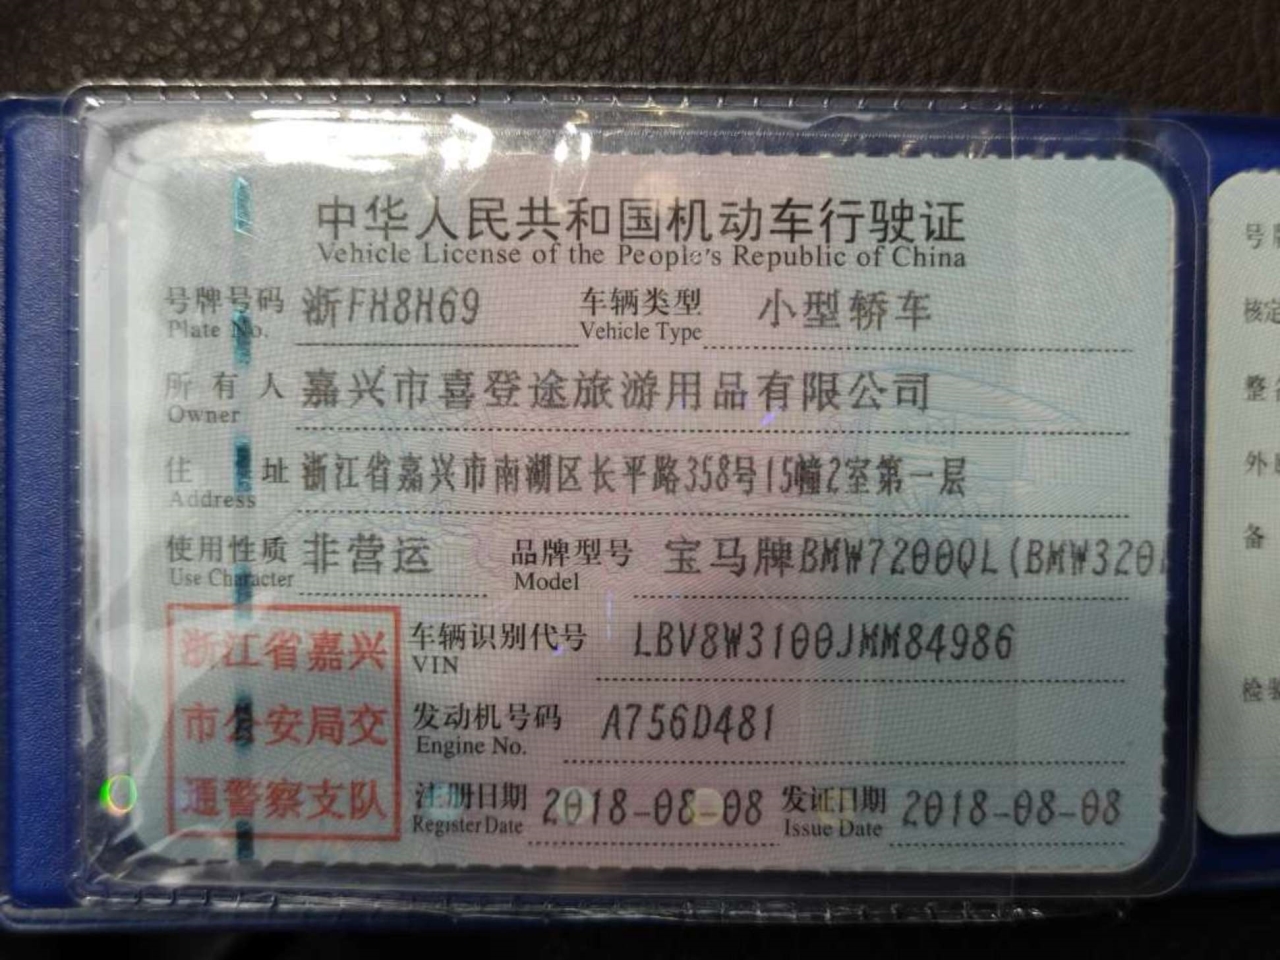 中华人民共和国机动车行驶证
Vehicle License of the People's Republic of China
号牌号码 浙FH8H69 车辆类型 小型轿车
Plate No. Vehicle Type
所有人 嘉兴市喜登途旅游用品有限公司
Owner
住址 浙江省嘉兴市南湖区长平路358号15幢2室第一层
Address
使用性质 非营运 品牌型号 宝马牌BMW7200QL(BMW320
Use Character Model
浙江省嘉兴
市公安局交
通警察支队
车辆识别代号 LBV8W3100JMM84986
VIN
发动机号码 A756D481
Engine No.
注册日期 2018-08-08 发证日期 2018-08-08
Register Date Issue Date
号
核定
整
外
备
检